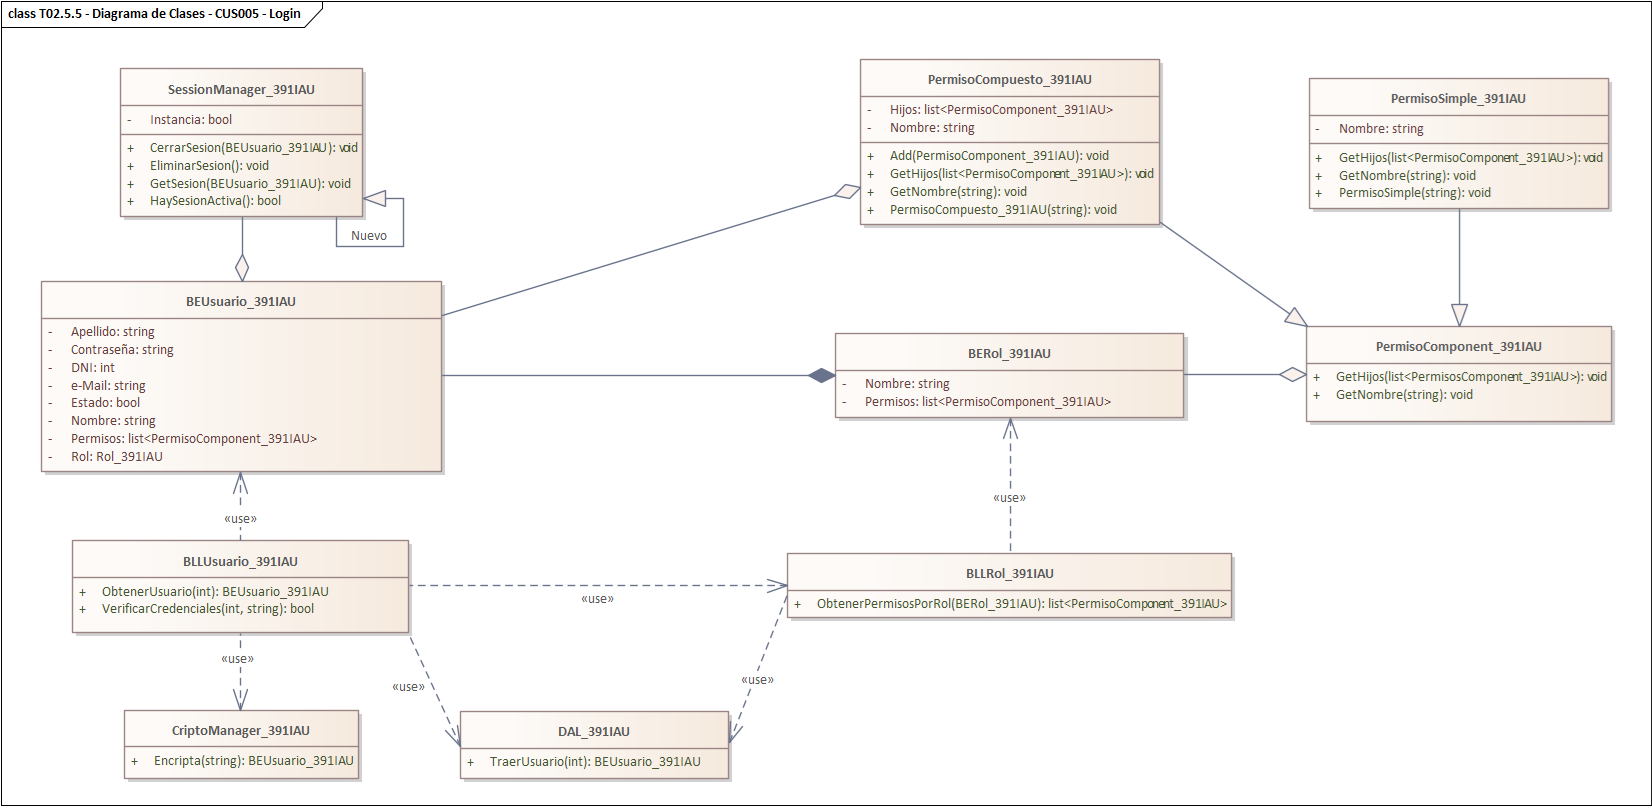 class T02.5.5 - Diagrama de Clases - CUS005 - Login
SessionManager_391IAU
- Instancia: bool
+ CerrarSesion(BEUsuario_391IAU): void
+ EliminarSesion(): void
+ GetSesion(BEUsuario_391IAU): void
+ HaySesionActiva(): bool
Nuevo
PermisoCompuesto_391IAU
- Hijos: list<PermisoComponent_391IAU>
- Nombre: string
+ Add(PermisoComponent_391IAU): void
+ GetHijos(list<PermisoComponent_391IAU>): void
+ GetNombre(string): void
+ PermisoCompuesto_391IAU(string): void
PermisoSimple_391IAU
- Nombre: string
+ GetHijos(list<PermisoComponent_391IAU>): void
+ GetNombre(string): void
+ PermisoSimple(string): void
BEUsuario_391IAU
- Apellido: string
- Contraseña: string
- DNI: int
- e-Mail: string
- Estado: bool
- Nombre: string
- Permisos: list<PermisoComponent_391IAU>
- Rol: Rol_391IAU
BERol_391IAU
- Nombre: string
- Permisos: list<PermisoComponent_391IAU>
PermisoComponent_391IAU
+ GetHijos(list<PermisosComponent_391IAU>): void
+ GetNombre(string): void
«use»
«use»
BLLUsuario_391IAU
+ ObtenerUsuario(int): BEUsuario_391IAU
+ VerificarCredenciales(int, string): bool
«use»
BLLRol_391IAU
+ ObtenerPermisosPorRol(BERol_391IAU): list<PermisoComponent_391IAU>
«use»
«use»
«use»
CriptoManager_391IAU
+ Encripta(string): BEUsuario_391IAU
DAL_391IAU
+ TraerUsuario(int): BEUsuario_391IAU